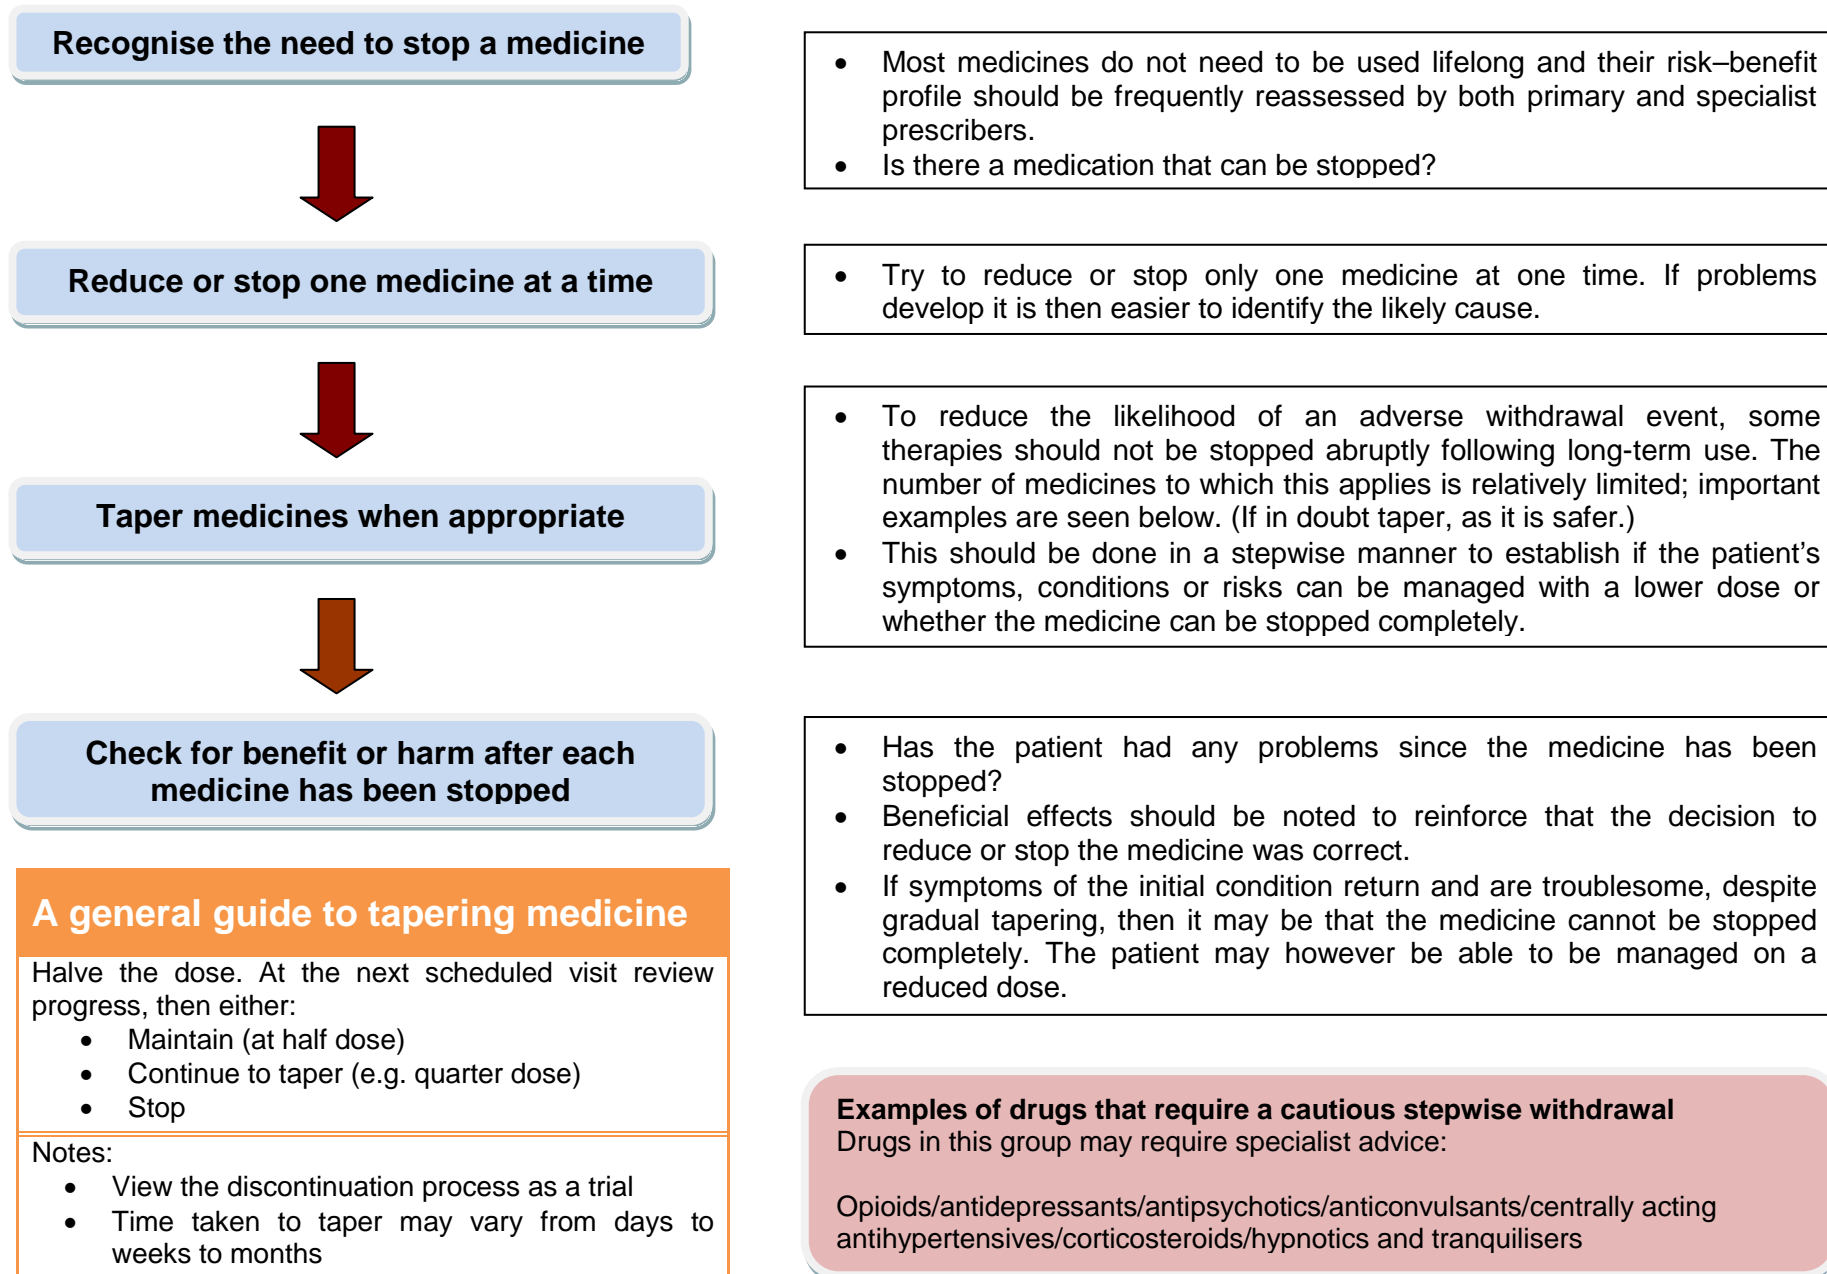 Recognise the need to stop a medicine
• Most medicines do not need to be used lifelong and their risk–benefit
profile should be frequently reassessed by both primary and specialist
prescribers.
• Is there a medication that can be stopped?
Reduce or stop one medicine at a time
• Try to reduce or stop only one medicine at one time. If problems
develop it is then easier to identify the likely cause.
Taper medicines when appropriate
• To reduce the likelihood of an adverse withdrawal event, some
therapies should not be stopped abruptly following long-term use. The
number of medicines to which this applies is relatively limited; important
examples are seen below. (If in doubt taper, as it is safer.)
• This should be done in a stepwise manner to establish if the patient’s
symptoms, conditions or risks can be managed with a lower dose or
whether the medicine can be stopped completely.
Check for benefit or harm after each
medicine has been stopped
• Has the patient had any problems since the medicine has been
stopped?
• Beneficial effects should be noted to reinforce that the decision to
reduce or stop the medicine was correct.
• If symptoms of the initial condition return and are troublesome, despite
gradual tapering, then it may be that the medicine cannot be stopped
completely. The patient may however be able to be managed on a
reduced dose.
A general guide to tapering medicine
Halve the dose. At the next scheduled visit review
progress, then either:
• Maintain (at half dose)
• Continue to taper (e.g. quarter dose)
• Stop
Notes:
• View the discontinuation process as a trial
• Time taken to taper may vary from days to
weeks to months
Examples of drugs that require a cautious stepwise withdrawal
Drugs in this group may require specialist advice:
Opioids/antidepressants/antipsychotics/anticonvulsants/centrally acting
antihypertensives/corticosteroids/hypnotics and tranquilisers